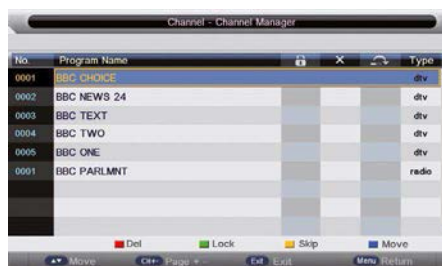 Channel - Channel Manager
No. Program Name Type
0001 BBC CHOICE dtv
0002 BBC NEWS 24 dtv
0003 BBC TEXT dtv
0004 BBC TWO dtv
0005 BBC ONE dtv
0001 BBC PARLMNT radio
Del Lock Skip Move
Move CH+- Page + - Exit Exit Menu Return